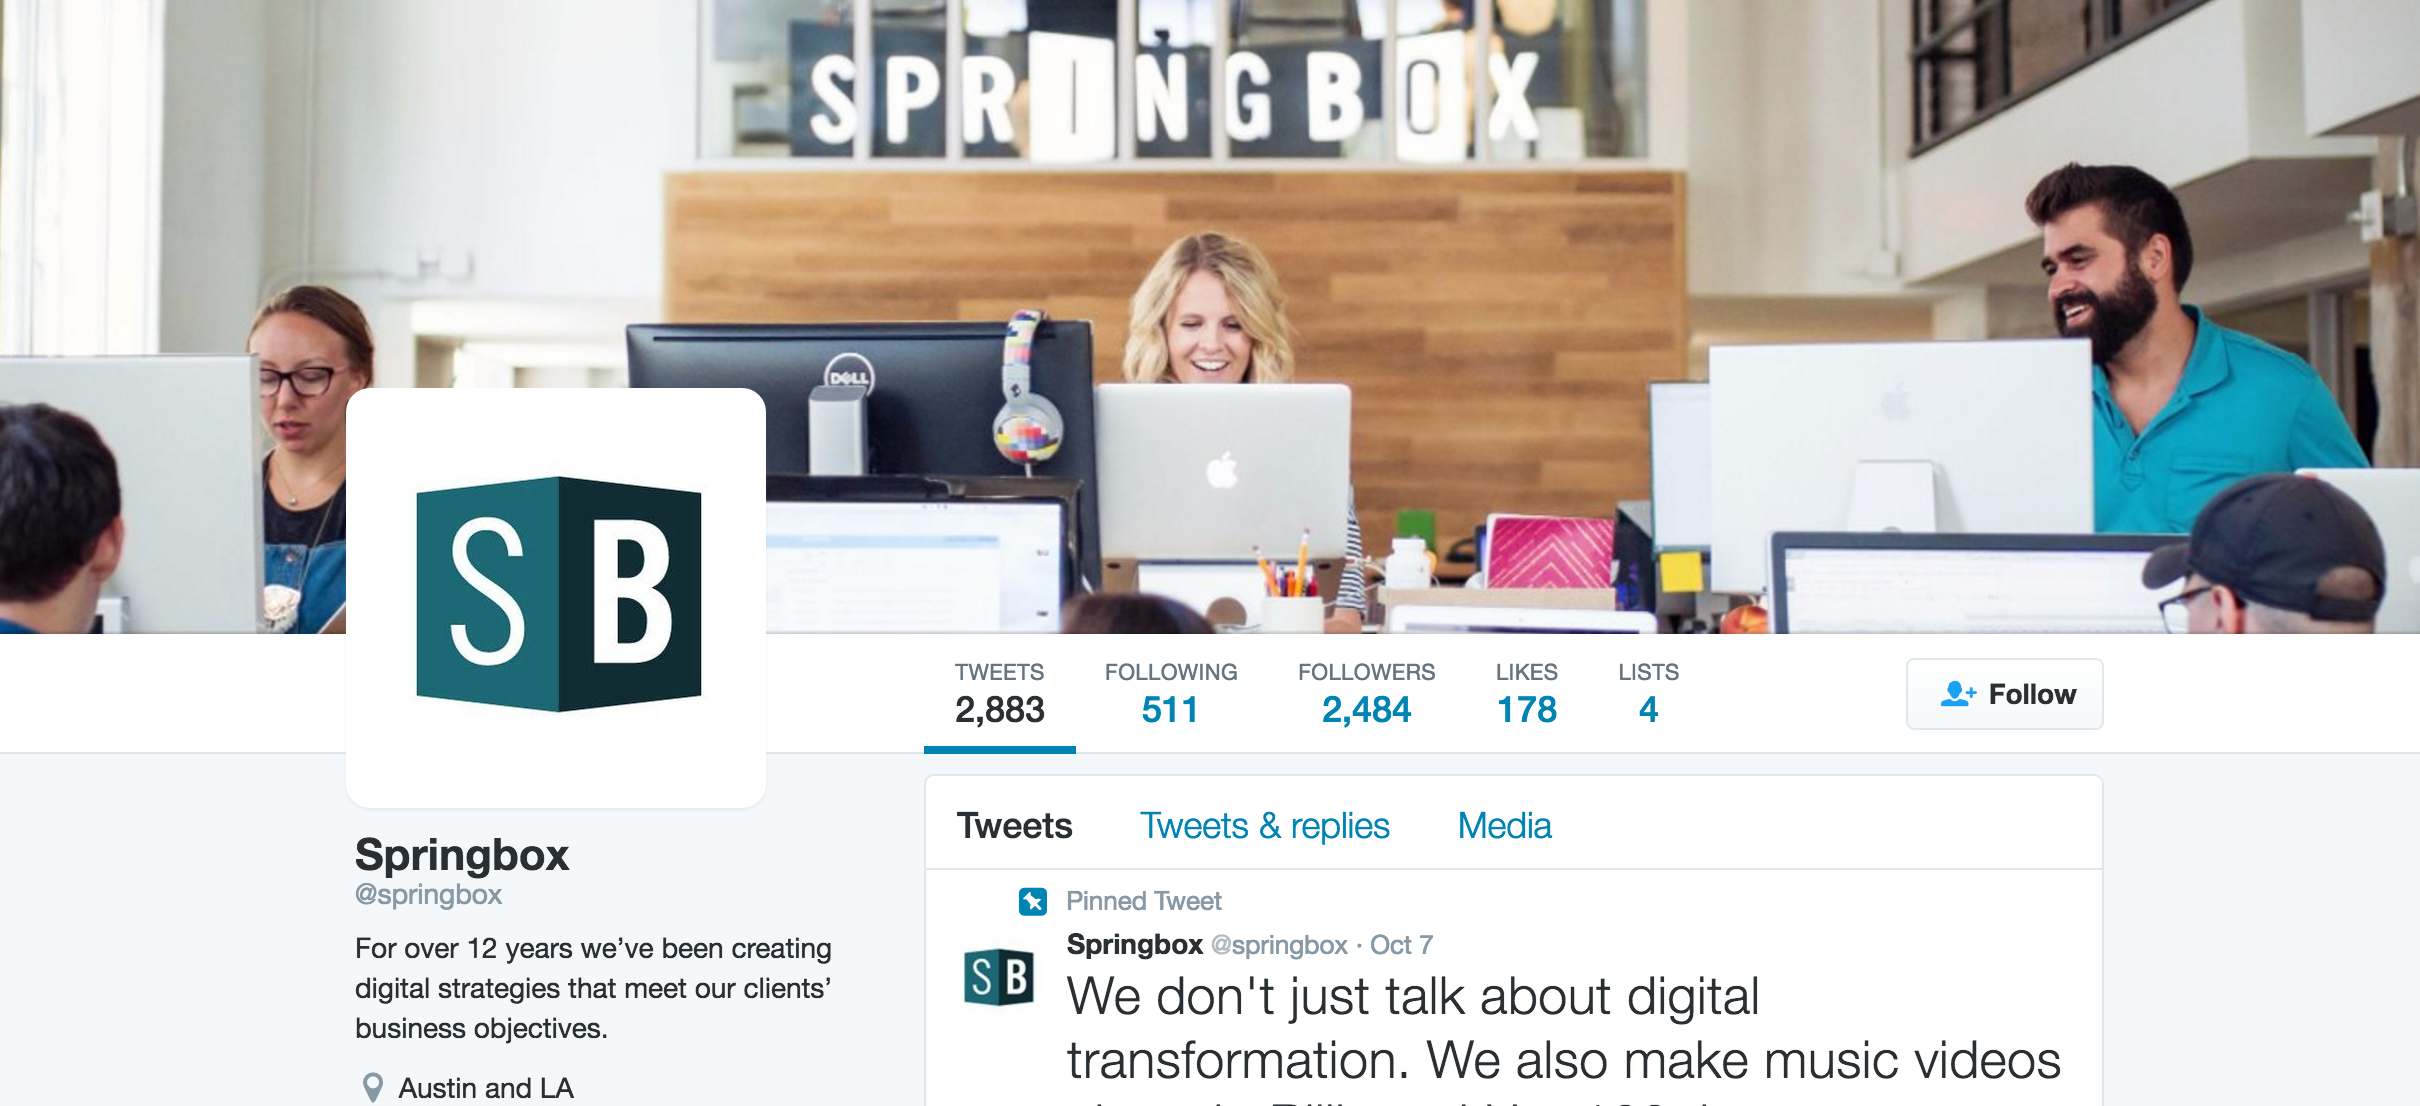 SPRINGBOX
DELL
SB
TWEETS FOLLOWING FOLLOWERS LIKES LISTS
2,883 511 2,484 178 4
Follow
Springbox
@springbox
For over 12 years we’ve been creating
digital strategies that meet our clients’
business objectives.
Austin and LA
Tweets Tweets & replies Media
Pinned Tweet
Springbox @springbox · Oct 7
SB
We don't just talk about digital
transformation. We also make music videos